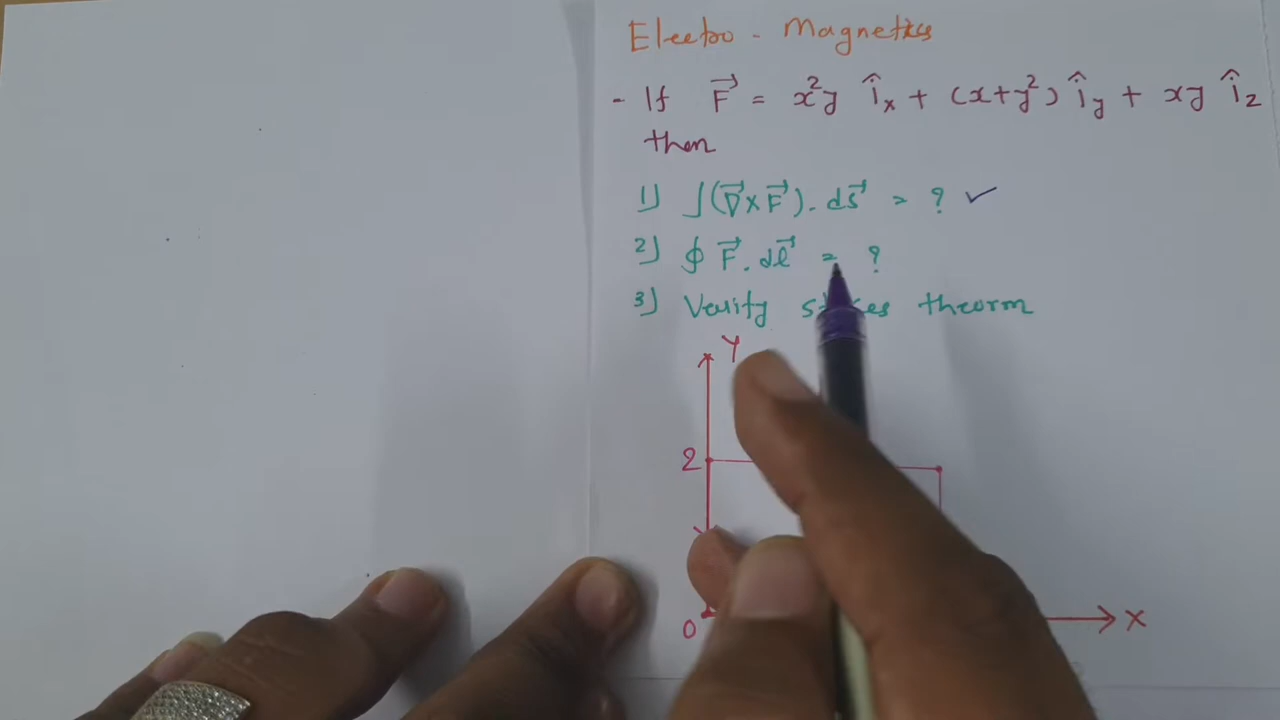 Electro - Magnetics
- If F⃗ = x²y î_x + (x+y²) î_y + xy î_z
then
1) ∫(∇⃗ x F⃗). ds⃗ = ? ✓
2) ∮ F⃗. dl⃗ = ?
3) Verify theorm
Y
2
0 X